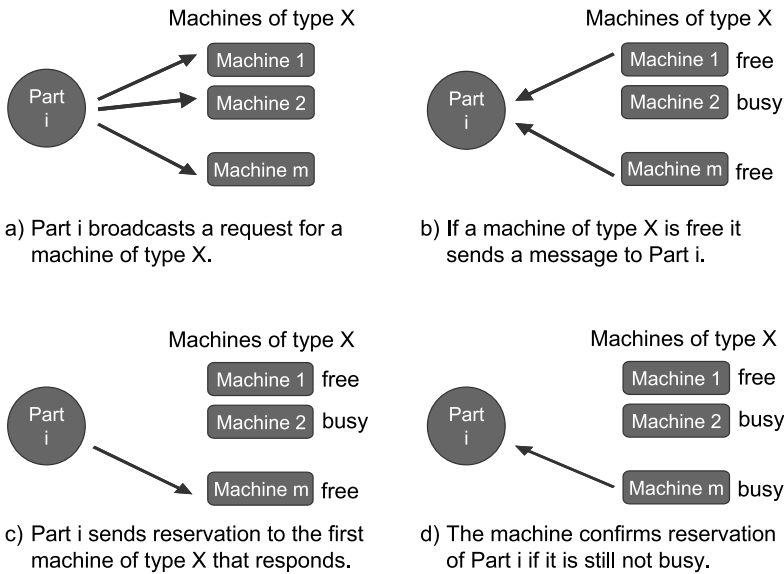 Machines of type X
Part
i
Machine 1
Machine 2
Machine m
a) Part i broadcasts a request for a
machine of type X.
Machines of type X
Part
i
Machine 1 free
Machine 2 busy
Machine m free
b) If a machine of type X is free it
sends a message to Part i.
Machines of type X
Part
i
Machine 1 free
Machine 2 busy
Machine m free
c) Part i sends reservation to the first
machine of type X that responds.
Machines of type X
Part
i
Machine 1 free
Machine 2 busy
Machine m busy
d) The machine confirms reservation
of Part i if it is still not busy.